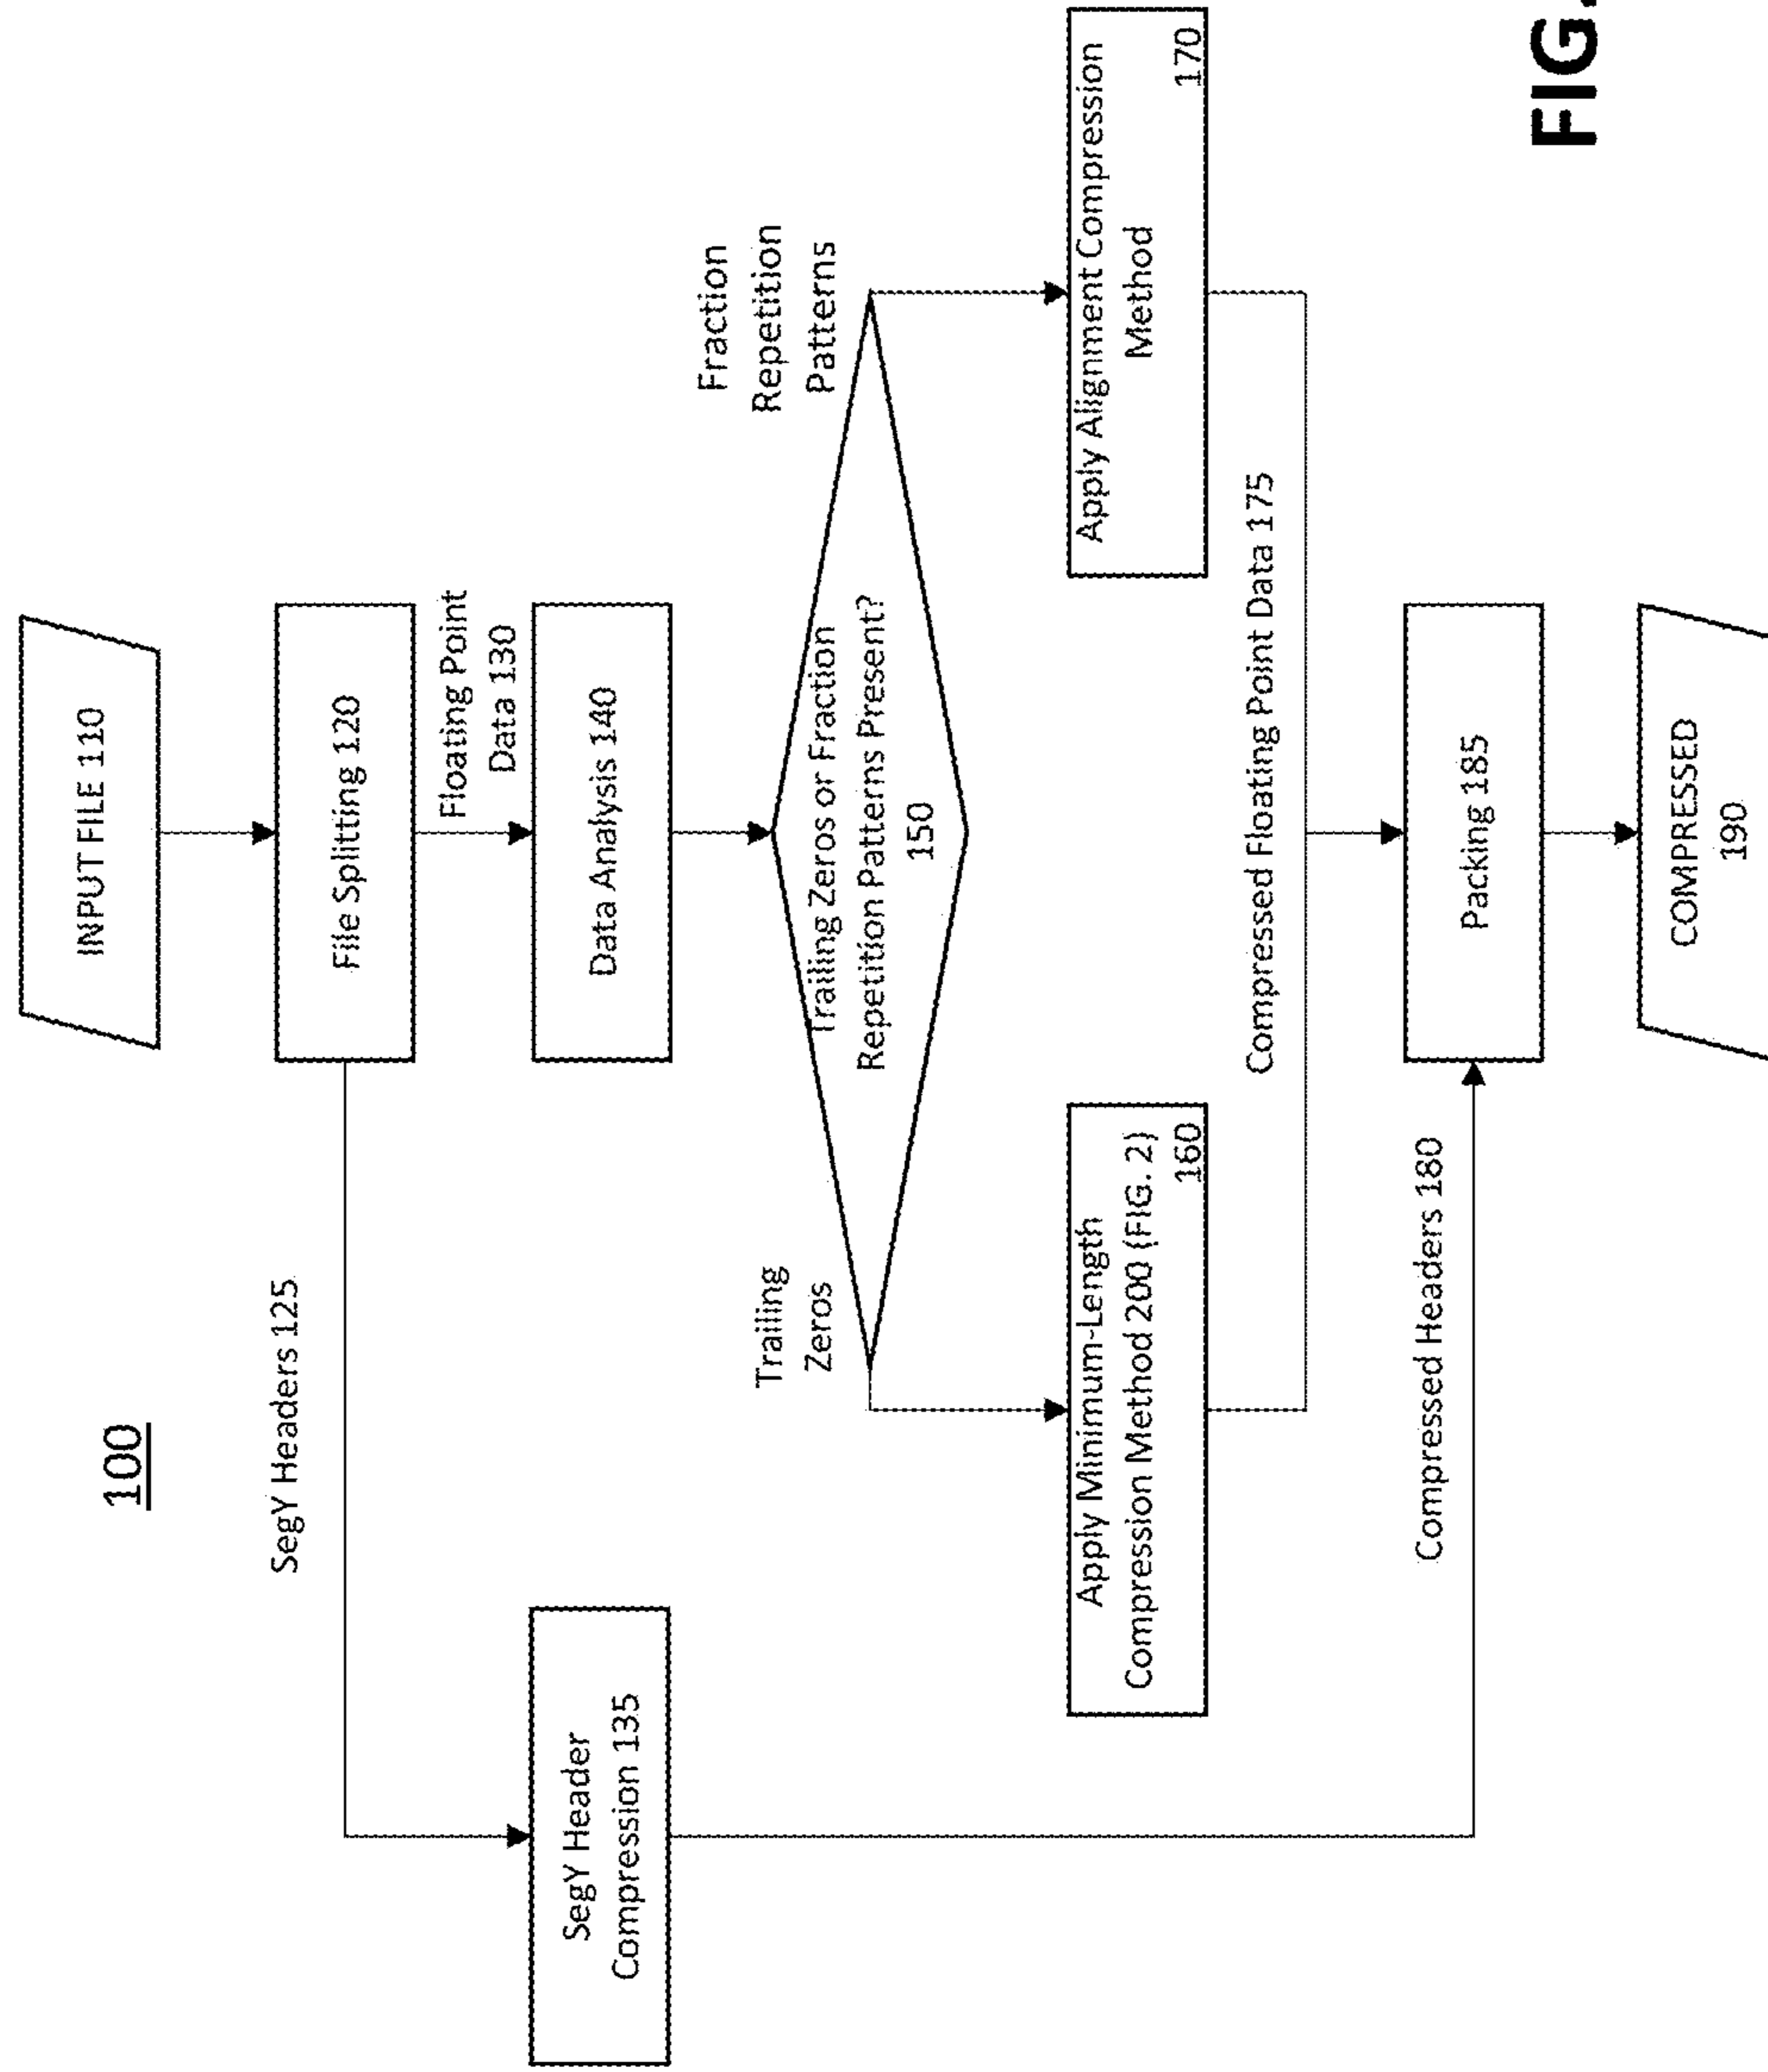 100
INPUT FILE 110
File Splitting 120
SegY Headers 125
Floating Point
Data 130
SegY Header
Compression 135
Data Analysis 140
Trailing Zeros or Fraction
Repetition Patterns Present?
150
Trailing
Zeros
Fraction
Repetition
Patterns
Apply Minimum-Length
Compression Method 200 (FIG. 2)
160
Apply Alignment Compression
Method
170
Compressed Floating Point Data 175
Compressed Headers 180
Packing 185
COMPRESSED
190
FIG.